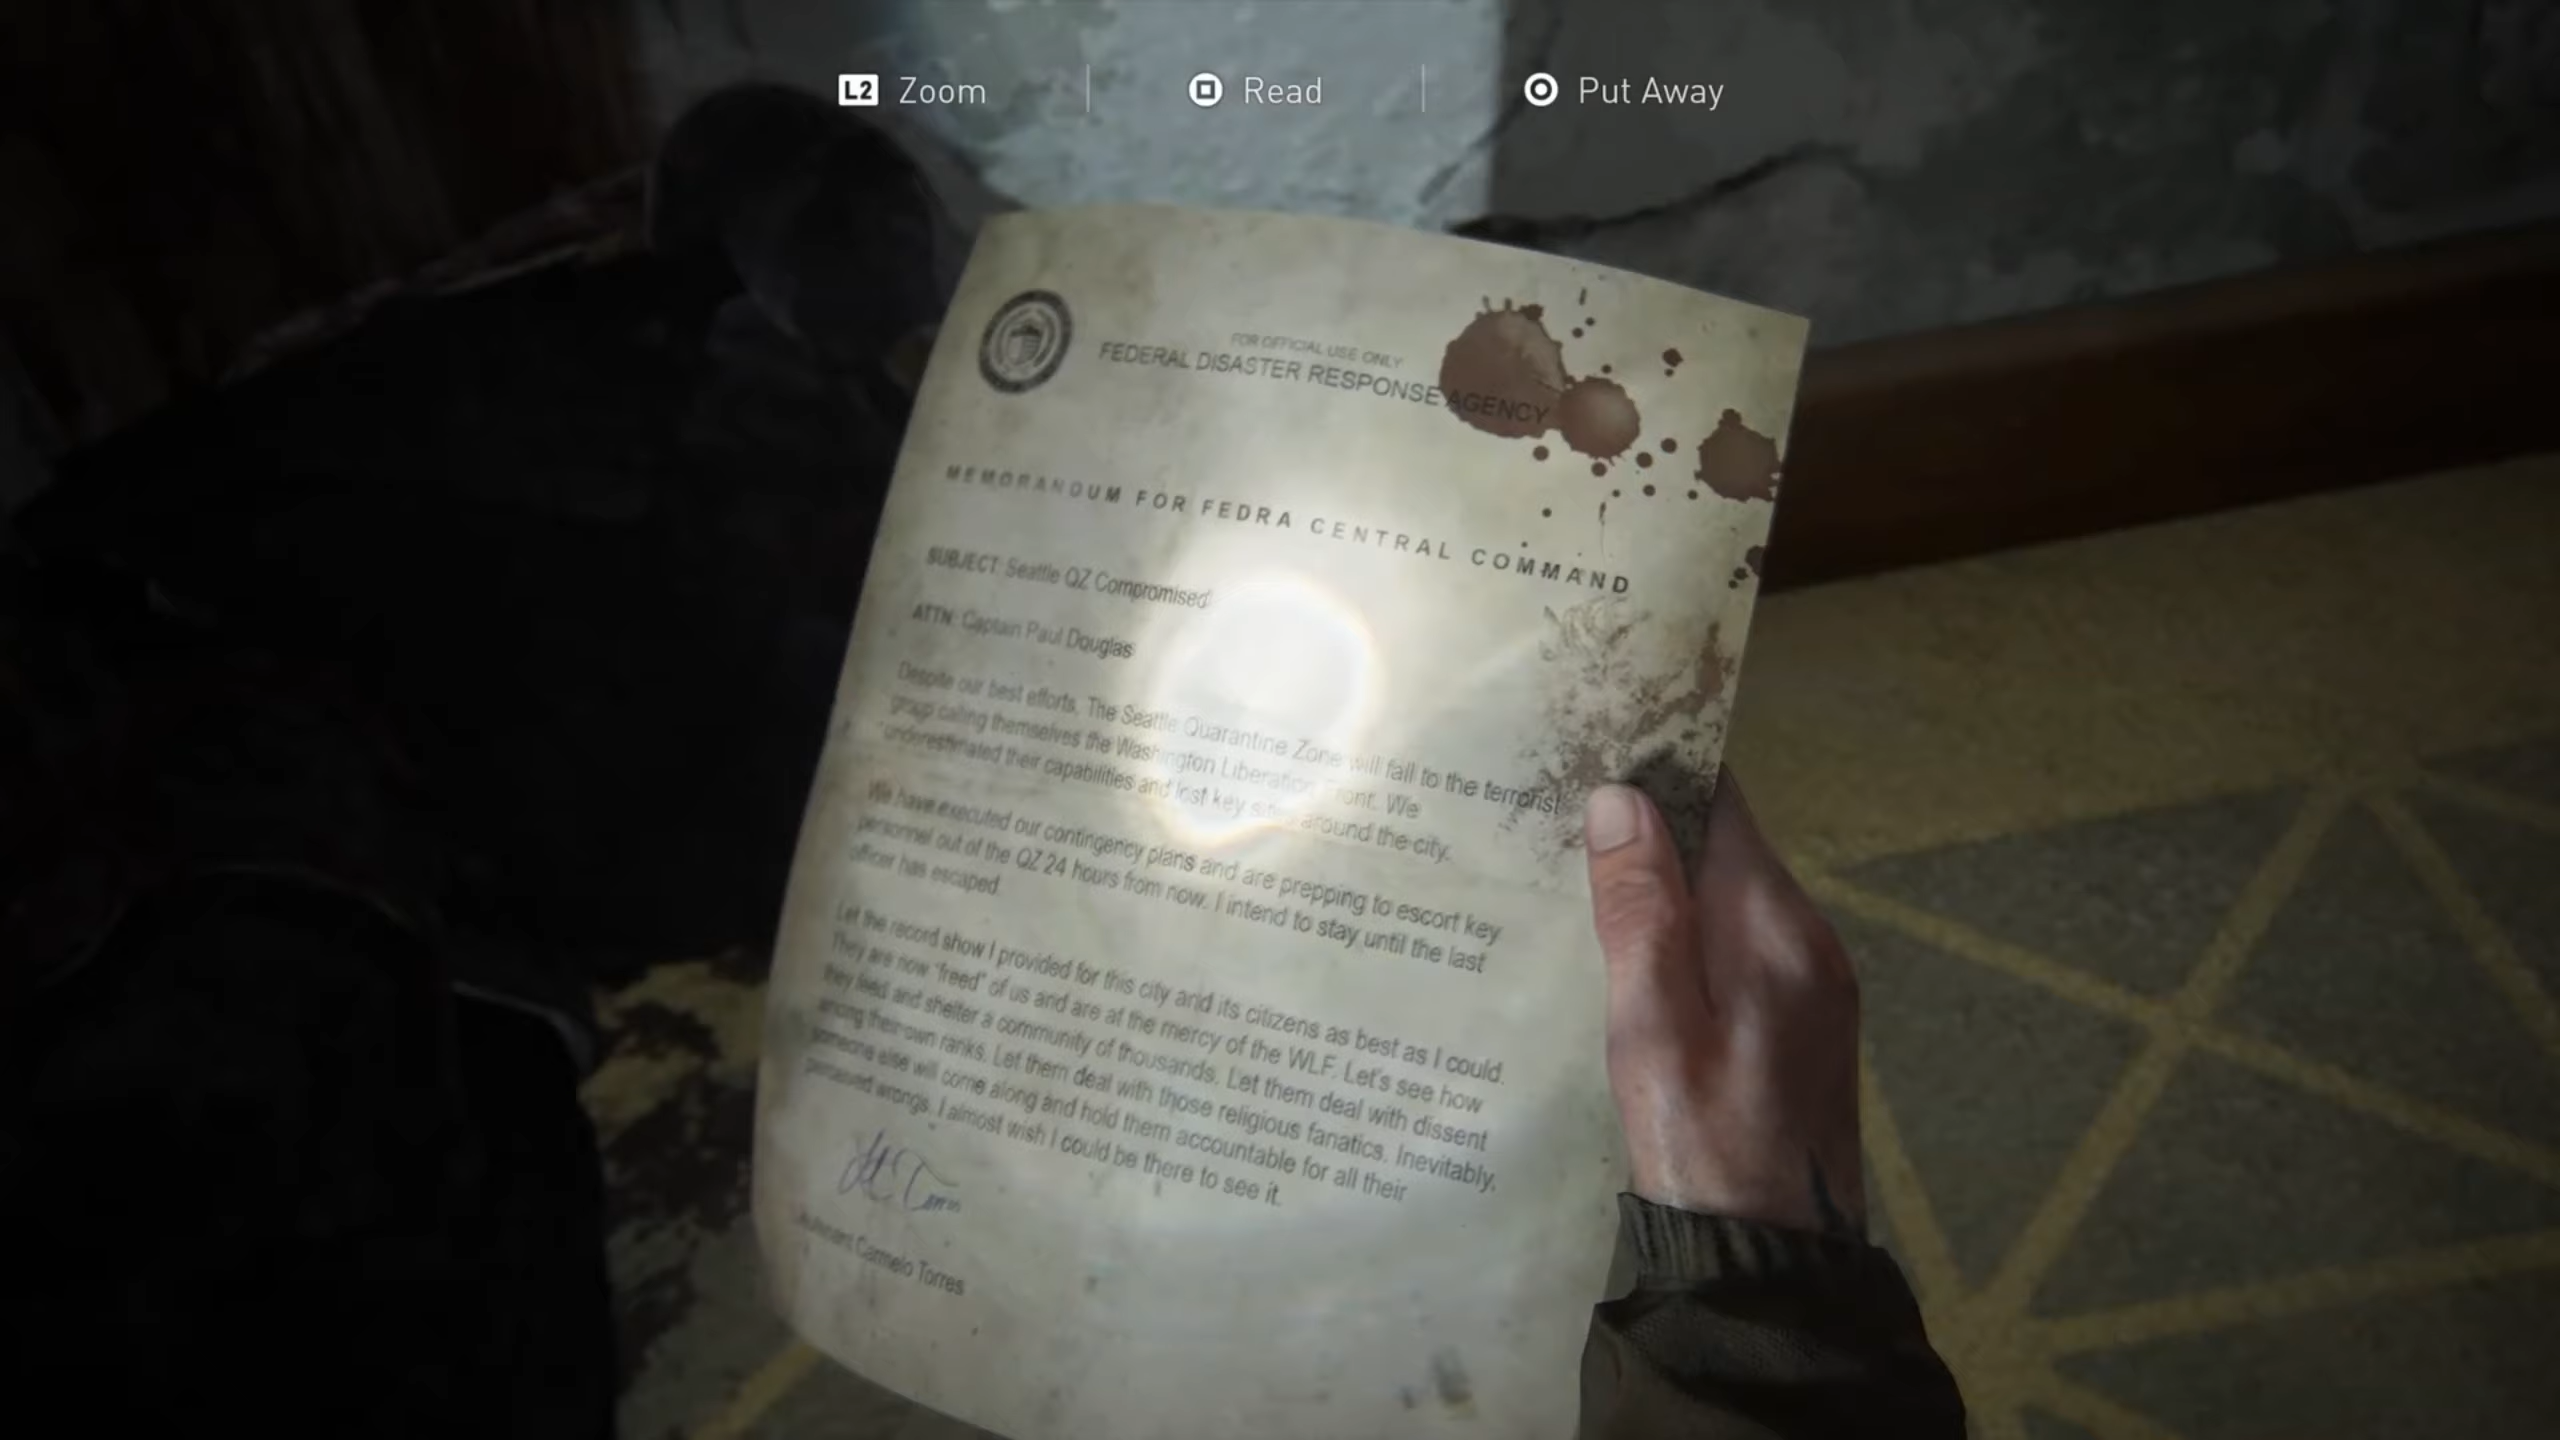 L2 Zoom
Read
Put Away
FOR OFFICIAL USE ONLY
FEDERAL DISASTER RESPONSE AGENCY
MEMORANDUM FOR FEDRA CENTRAL COMMAND
SUBJECT: Seattle QZ Compromised
ATTN: Captain Paul Douglas
Despite our best efforts, The Seattle Quarantine Zone will fall to the terrorist
group calling themselves the Washington Liberation Front. We
underestimated their capabilities and lost key sites around the city.
We have executed our contingency plans and are prepping to escort key
personnel out of the QZ 24 hours from now. I intend to stay until the last
officer has escaped.
Let the record show I provided for this city and its citizens as best as I could.
They are now "freed" of us and are at the mercy of the WLF. Let's see how
they feed and shelter a community of thousands. Let them deal with dissent
among their own ranks. Let them deal with those religious fanatics. Inevitably,
someone else will come along and hold them accountable for all their
perceived wrongs. I almost wish I could be there to see it.
Carmelo Torres